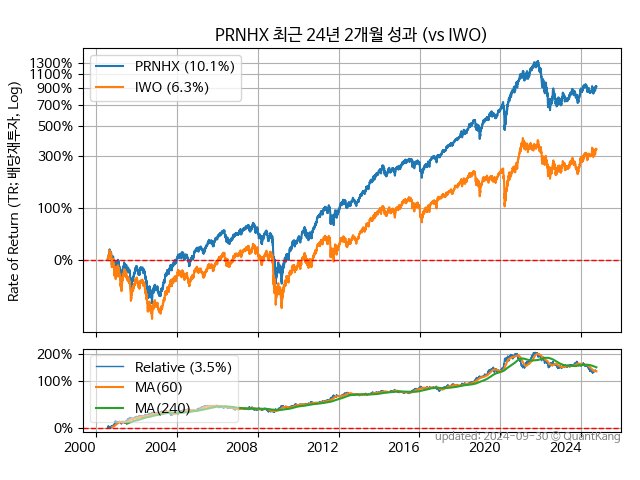 PRNHX 최근 24년 2개월 성과 (vs IWO)
1300%
1100%
900%
700%
500%
300%
100%
0%
Rate of Return (TR; 배당재투자, Log)
PRNHX (10.1%)
IWO (6.3%)
200%
100%
0%
Relative (3.5%)
MA(60)
MA(240)
2000 2004 2008 2012 2016 2020 2024
updated: 2024-09-30 © QuantKang